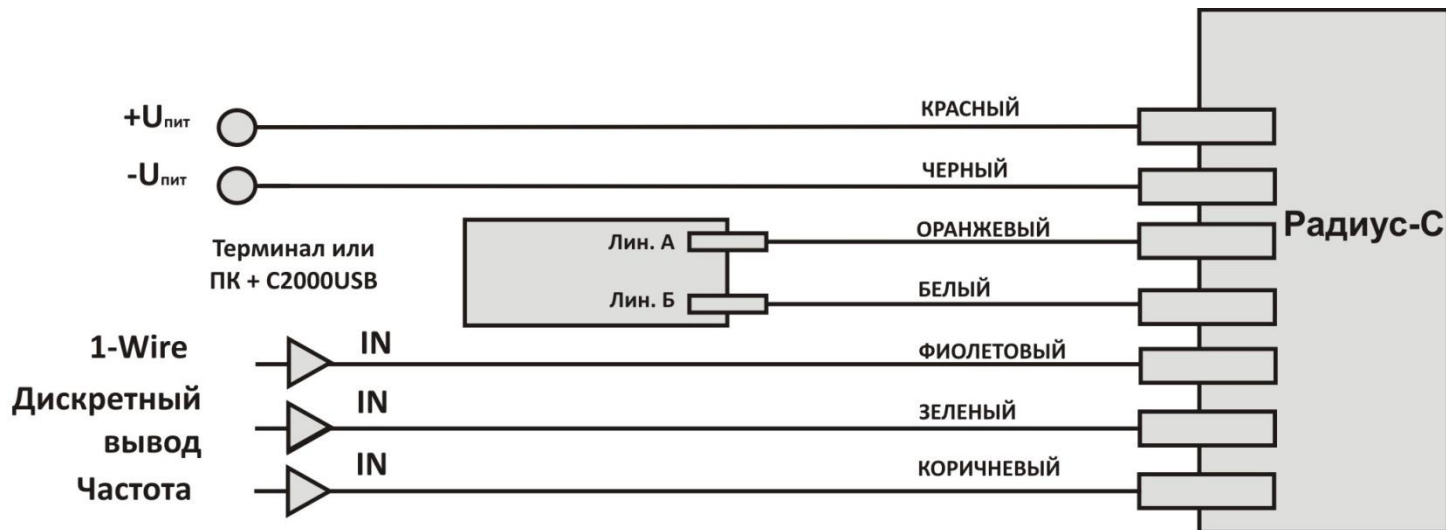 +Uпит
КРАСНЫЙ
-Uпит
ЧЕРНЫЙ
Терминал или
ПК + С2000USB
Лин. А
ОРАНЖЕВЫЙ
Лин. Б
БЕЛЫЙ
Радиус-С
1-Wire
IN
ФИОЛЕТОВЫЙ
Дискретный
вывод
IN
ЗЕЛЕНЫЙ
Частота
IN
КОРИЧНЕВЫЙ